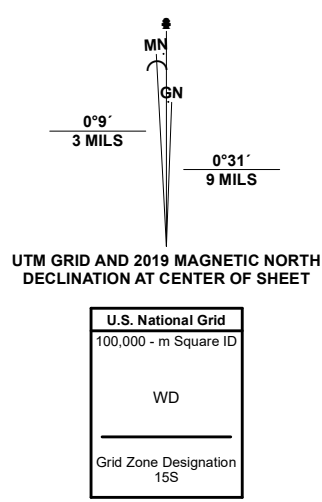 MN
GN
0°9´
3 MILS
0°31´
9 MILS
UTM GRID AND 2019 MAGNETIC NORTH
DECLINATION AT CENTER OF SHEET
U.S. National Grid
100,000 - m Square ID
WD
Grid Zone Designation
15S